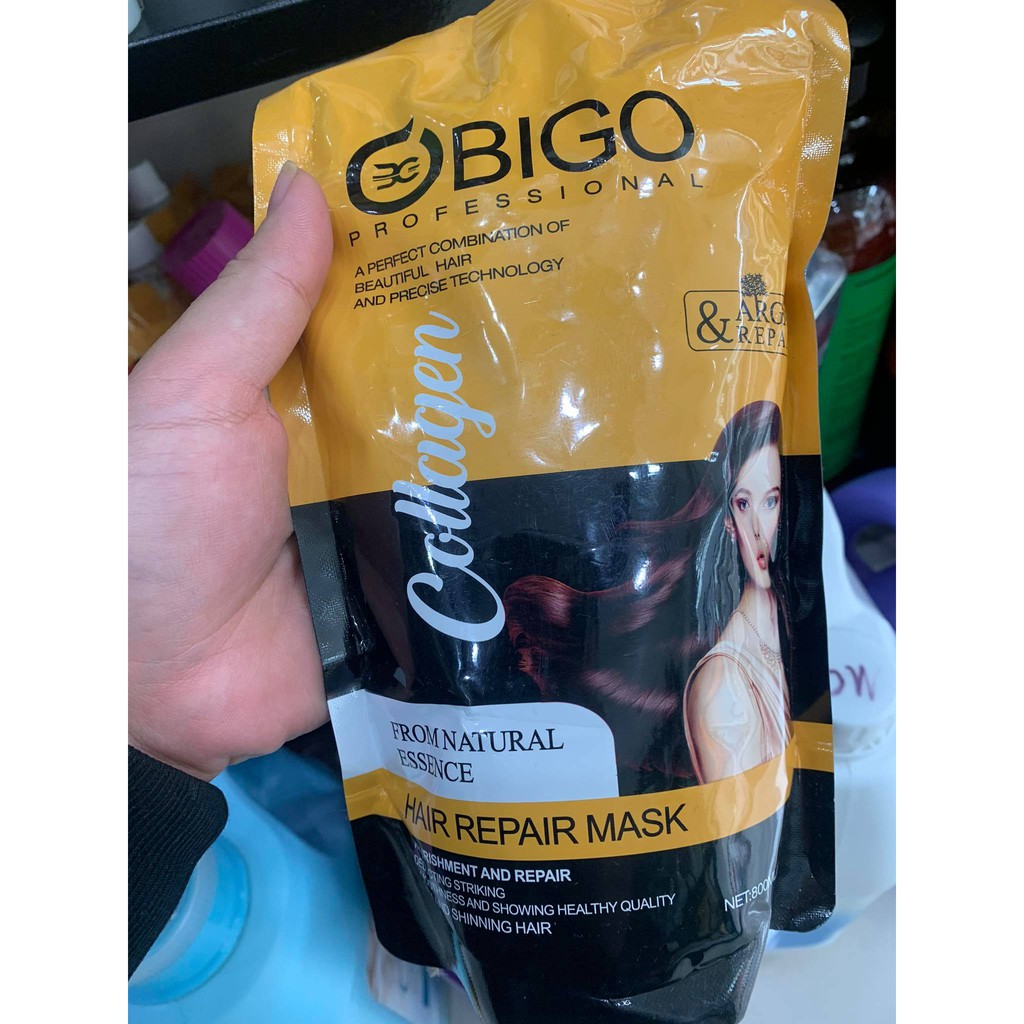 OBIGO
PROFESSIONAL
A PERFECT COMBINATION OF
BEAUTIFUL HAIR
AND PRECISE TECHNOLOGY
&
Collagen
FROM NATURAL
ESSENCE
HAIR REPAIR MASK
AND REPAIR
STRIKING
AND SHOWING HEALTHY QUALITY
SHINNING HAIR